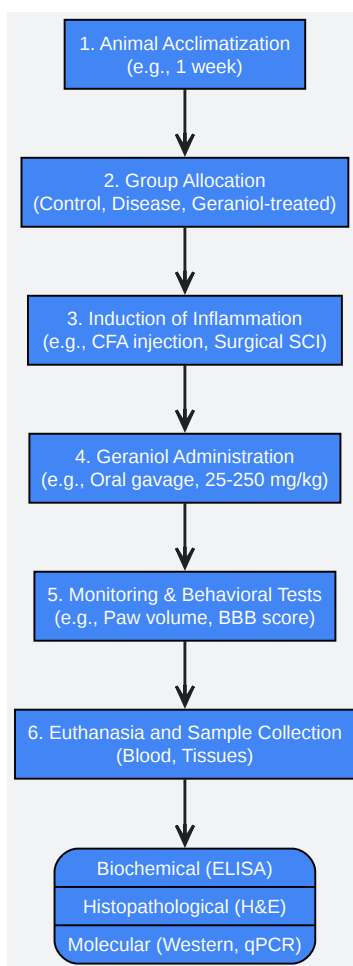 1. Animal Acclimatization
(e.g., 1 week)
2. Group Allocation
(Control, Disease, Geraniol-treated)
3. Induction of Inflammation
(e.g., CFA injection, Surgical SCI)
4. Geraniol Administration
(e.g., Oral gavage, 25-250 mg/kg)
5. Monitoring & Behavioral Tests
(e.g., Paw volume, BBB score)
6. Euthanasia and Sample Collection
(Blood, Tissues)
Biochemical (ELISA)
Histopathological (H&E)
Molecular (Western, qPCR)